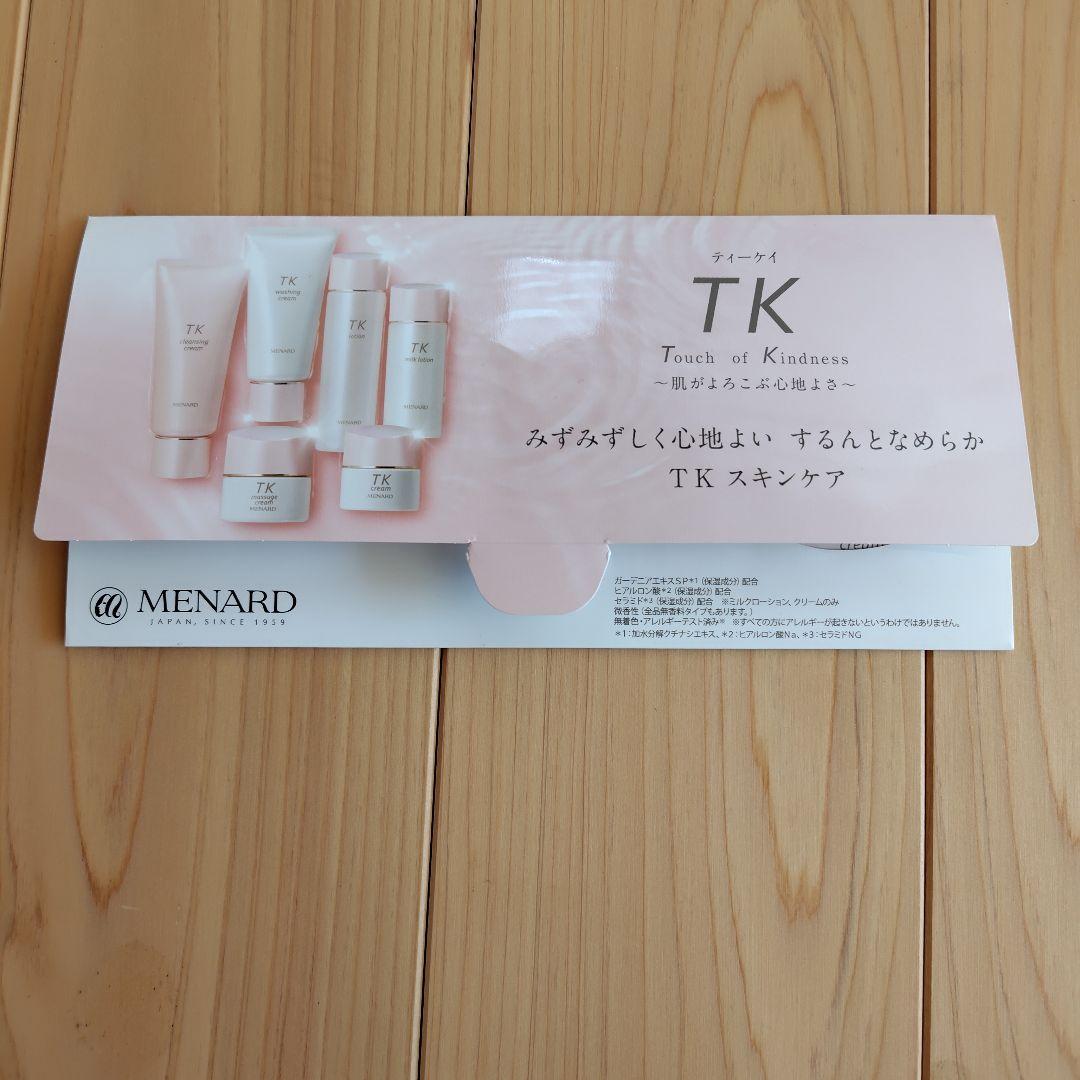 ティーケイ
TK
Touch of Kindness
～肌がよろこぶ心地よさ～
みずみずしく心地よい するんとなめらか
TK スキンケア
TK
cleansing
cream
MENARD
TK
washing
cream
MENARD
TK
lotion
MENARD
TK
milk lotion
MENARD
TK
massage
cream
MENARD
TK
cream
MENARD
cream
MENARD
JAPAN, SINCE 1959
ガーデニアエキスSP*1（保湿成分）配合
ヒアルロン酸*2（保湿成分）配合
セラミド*3（保湿成分）配合 ※ミルクローション、クリームのみ
微香性（全品無香料タイプもあります。）
無着色・アレルギーテスト済み※ ※すべての方にアレルギーが起きないというわけではありません。
*1：加水分解クチナシエキス、*2：ヒアルロン酸Na、*3：セラミドNG